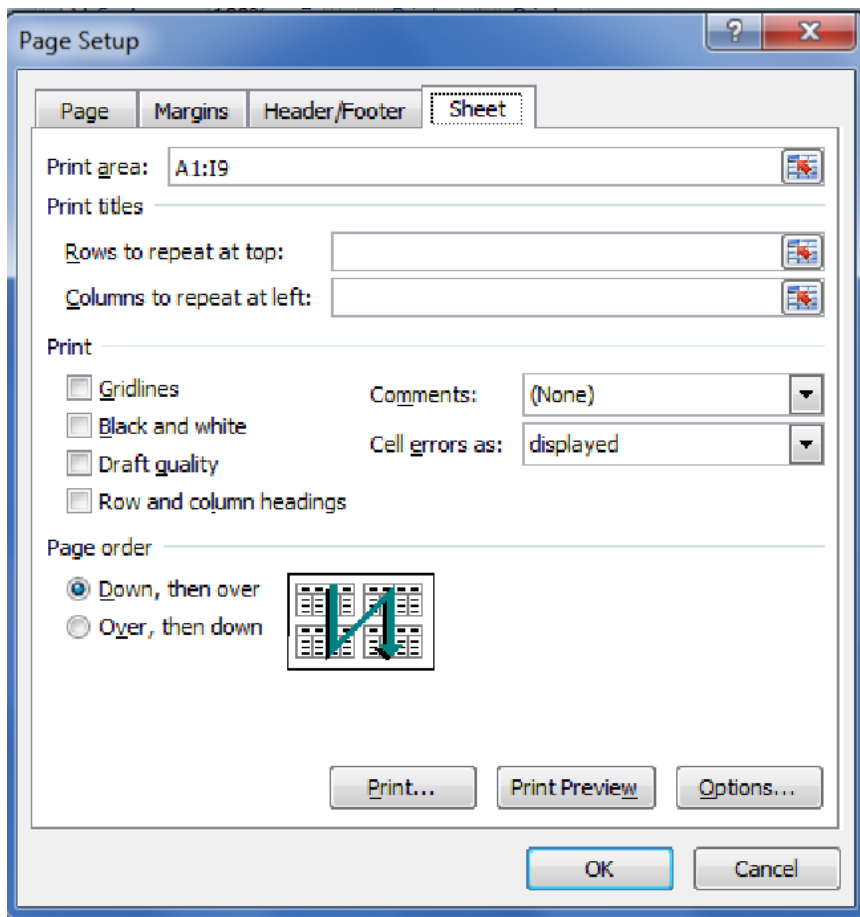 Page Setup
?
Page Margins Header/Footer Sheet
Print area: A1:I9
Print titles
Rows to repeat at top:
Columns to repeat at left:
Print
Gridlines
Comments: (None)
Black and white
Cell errors as: displayed
Draft quality
Row and column headings
Page order
Down, then over
Over, then down
Print... Print Preview Options...
OK Cancel